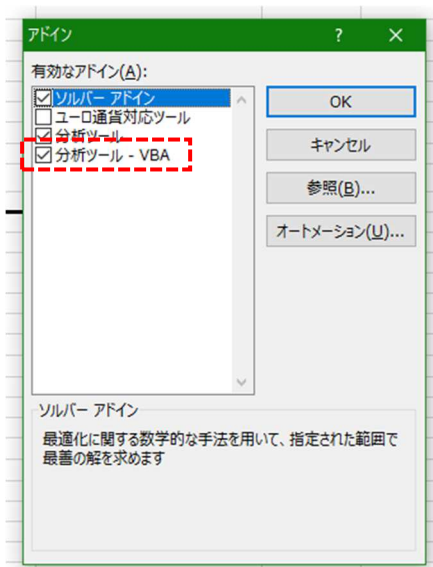 アドイン
? ×
有効なアドイン(A):
ソルバー アドイン
ユーロ通貨対応ツール
分析ツール
分析ツール - VBA
OK
キャンセル
参照(B)...
オートメーション(U)...
ソルバー アドイン
最適化に関する数学的な手法を用いて、指定された範囲で
最善の解を求めます